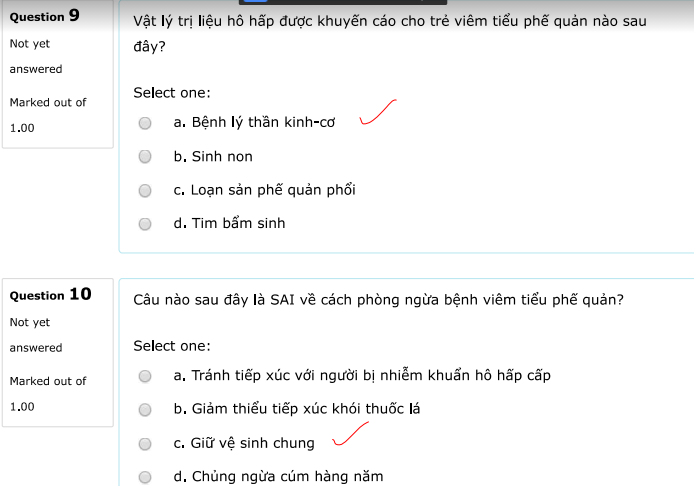 Question 9
Not yet
answered
Marked out of
1.00
Vật lý trị liệu hô hấp được khuyến cáo cho trẻ viêm tiểu phế quản nào sau
đây?
Select one:
a. Bệnh lý thần kinh-cơ
b. Sinh non
c. Loạn sản phế quản phổi
d. Tim bẩm sinh
Question 10
Not yet
answered
Marked out of
1.00
Câu nào sau đây là SAI về cách phòng ngừa bệnh viêm tiểu phế quản?
Select one:
a. Tránh tiếp xúc với người bị nhiễm khuẩn hô hấp cấp
b. Giảm thiểu tiếp xúc khói thuốc lá
c. Giữ vệ sinh chung
d. Chủng ngừa cúm hàng năm